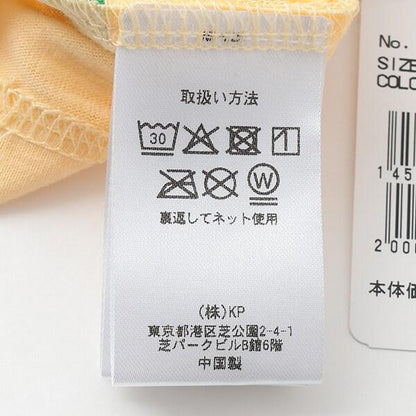 取扱い方法
30
W
裏返してネット使用
(株)KP
東京都港区芝公園2-4-1
芝パークビルB館6階
中国製
No.
SIZE
COLO
145
200
本体価